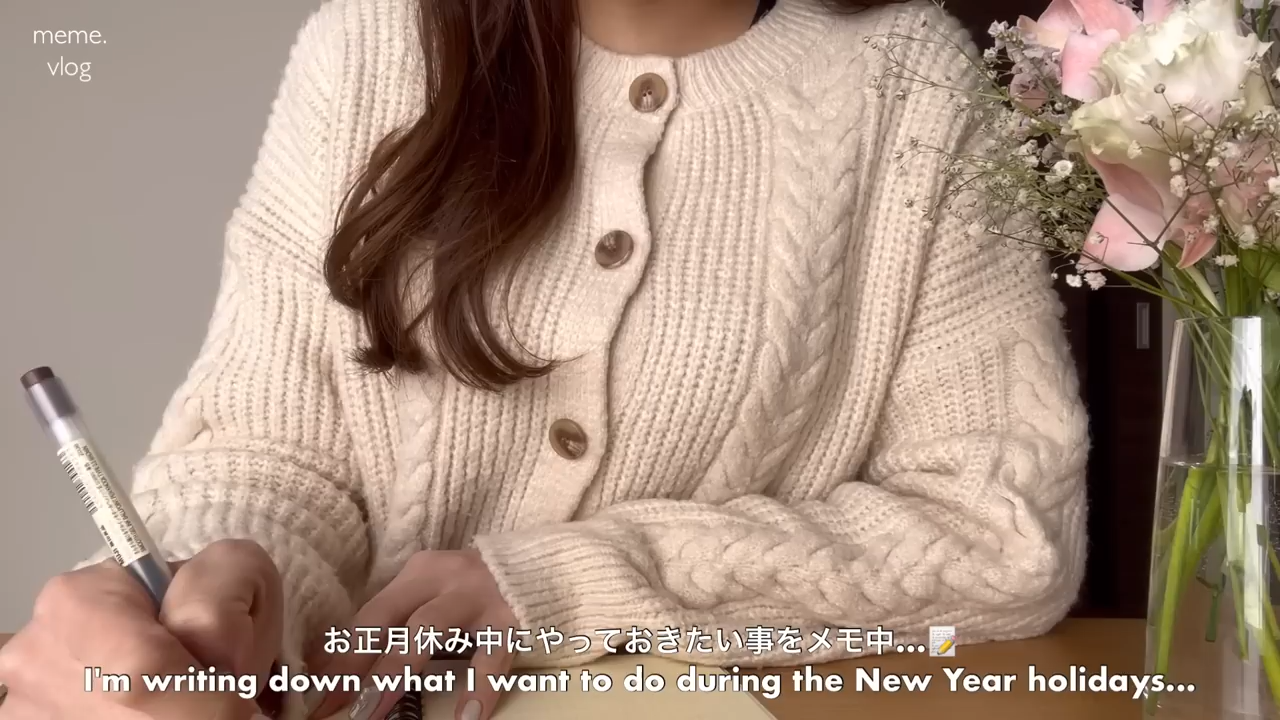 meme.
vlog
お正月休み中にやっておきたい事をメモ中...📝
I'm writing down what I want to do during the New Year holidays...